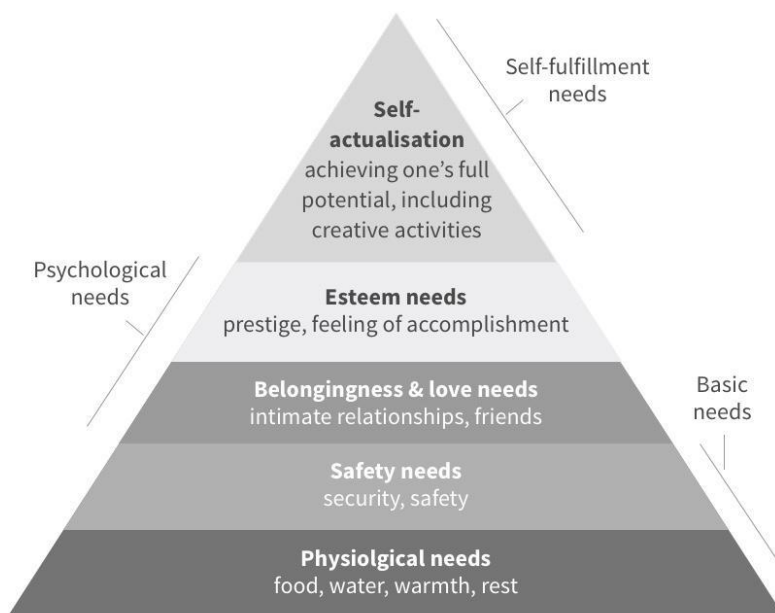 Self-fulfillment
needs
Self-
actualisation
achieving one's full
potential, including
creative activities
Psychological
needs
Esteem needs
prestige, feeling of accomplishment
Belongingness & love needs
intimate relationships, friends
Basic
needs
Safety needs
security, safety
Physiolgical needs
food, water, warmth, rest